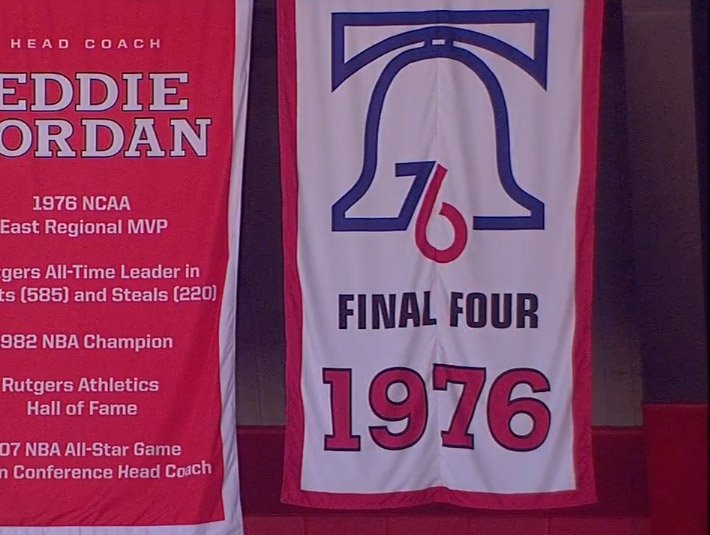 HEAD COACH
EDDIE
ORDAN
1976 NCAA
East Regional MVP
gers All-Time Leader in
ts (585) and Steals (220)
982 NBA Champion
Rutgers Athletics
Hall of Fame
07 NBA All-Star Game
n Conference Head Coach
76
FINAL FOUR
1976